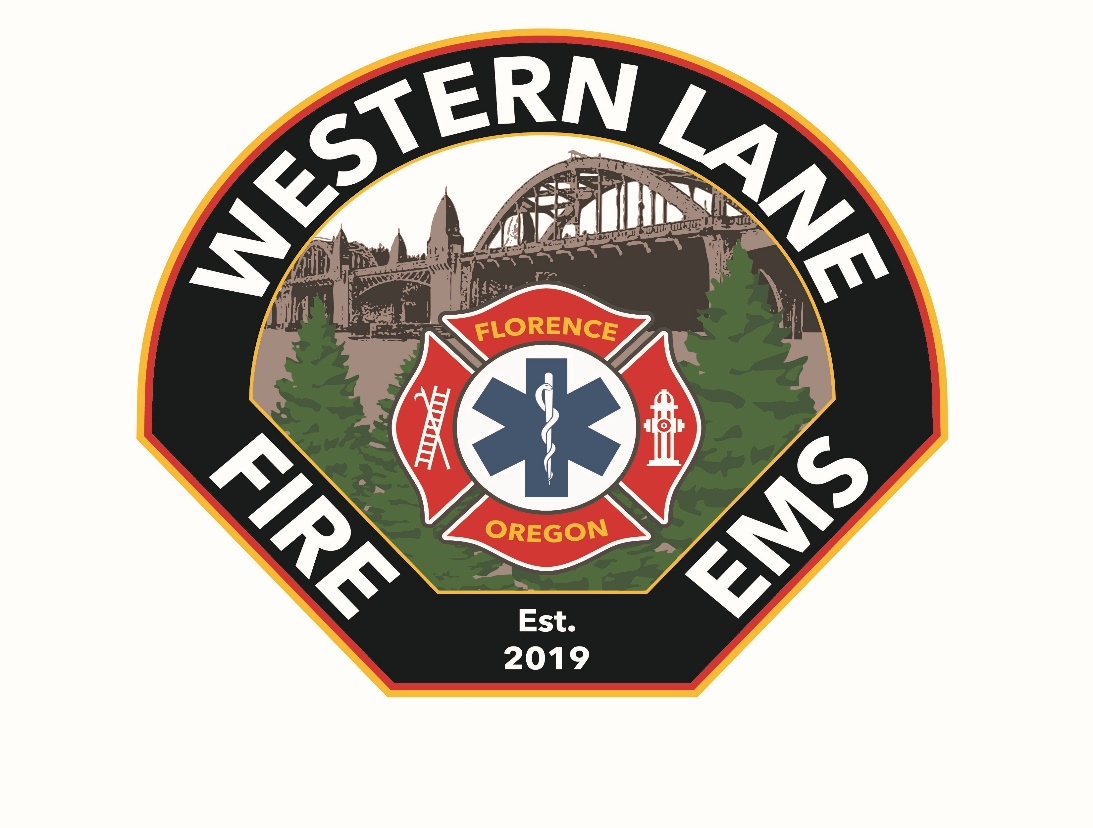 WESTERN LANE
FLORENCE
OREGON
FIRE
EMS
Est.
2019